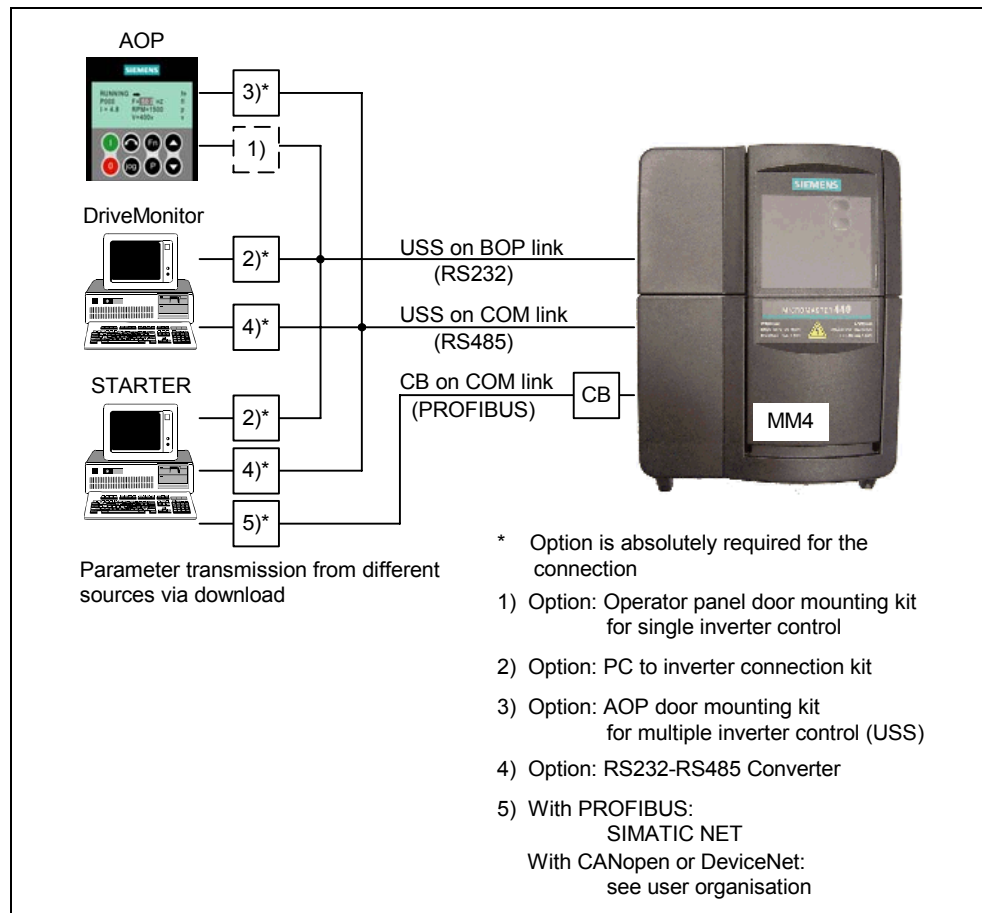 AOP
SIEMENS
RUNNING
P000 F=
I = 4.8 RPM=1500
V=400v
I Fn
0 jog P
3)*
1)
DriveMonitor
2)*
4)*
STARTER
2)*
4)*
5)*
Parameter transmission from different
sources via download
USS on BOP link
(RS232)
USS on COM link
(RS485)
CB on COM link
(PROFIBUS)
CB
SIEMENS
MICROMASTER 440
MM4
* Option is absolutely required for the
connection
1) Option: Operator panel door mounting kit
for single inverter control
2) Option: PC to inverter connection kit
3) Option: AOP door mounting kit
for multiple inverter control (USS)
4) Option: RS232-RS485 Converter
5) With PROFIBUS:
SIMATIC NET
With CANopen or DeviceNet:
see user organisation